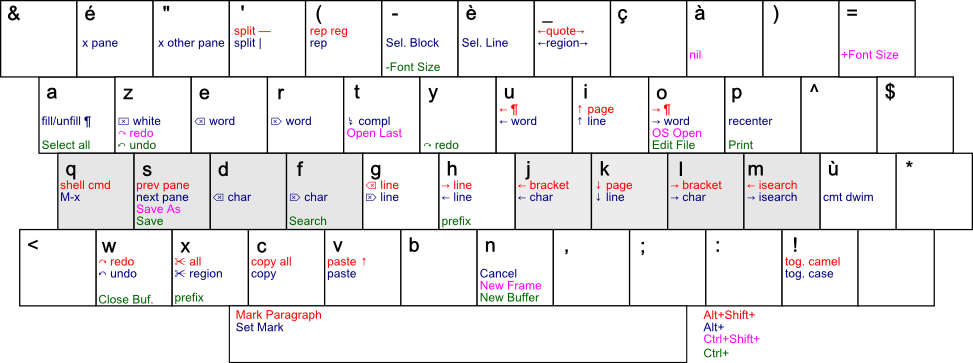 & é " ' ( - è _ ç à ) =
split — rep reg ←quote→
x pane x other pane split | rep Sel. Block Sel. Line ←region→
nil +Font Size
-Font Size
a z e r t y u i o p ^ $
← ¶ ↑ page → ¶
fill/unfill ¶ ⌦ white ⌫ word ⌦ word ↳ compl ← word ↑ line → word recenter
↷ redo Open Last OS Open
Select all ↶ undo ↷ redo Edit File Print
q s d f g h j k l m ù *
shell cmd prev pane ⌫ line → line ← bracket ↓ page → bracket ← isearch
M-x next pane ⌫ char ⌦ char ⌦ line ← line ← char ↓ line → char → isearch cmt dwim
Save As
Save Search prefix
< w x c v b n , ; : !
↷ redo ✂ all copy all paste ↑ tog. camel
↶ undo ✂ region copy paste Cancel tog. case
New Frame
Close Buf. prefix New Buffer
Mark Paragraph Alt+Shift+
Set Mark Alt+
Ctrl+Shift+
Ctrl+